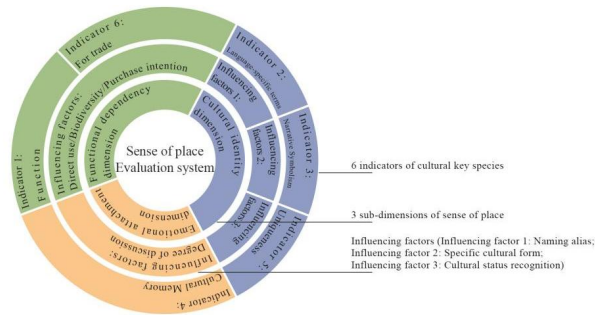 Sense of place
Evaluation system
Functional dependency
dimension
Cultural identity
dimension
Emotional attachment
dimension
Influencing factors:
Direct use/Biodiversity/Purchase intention
Influencing
factors 1:
Influencing
factors 2:
Influencing
factors 3:
Influencing factors:
Degree of discussion
Indicator 1:
Function
Indicator 6:
For trade
Indicator 2:
Language-specific terms
Indicator 3:
Narrative Symbolism
Indicator 5:
Uniqueness
Indicator 4:
Cultural Memory
6 indicators of cultural key species
3 sub-dimensions of sense of place
Influencing factors (Influencing factor 1: Naming alias;
Influencing factor 2: Specific cultural form;
Influencing factor 3: Cultural status recognition)